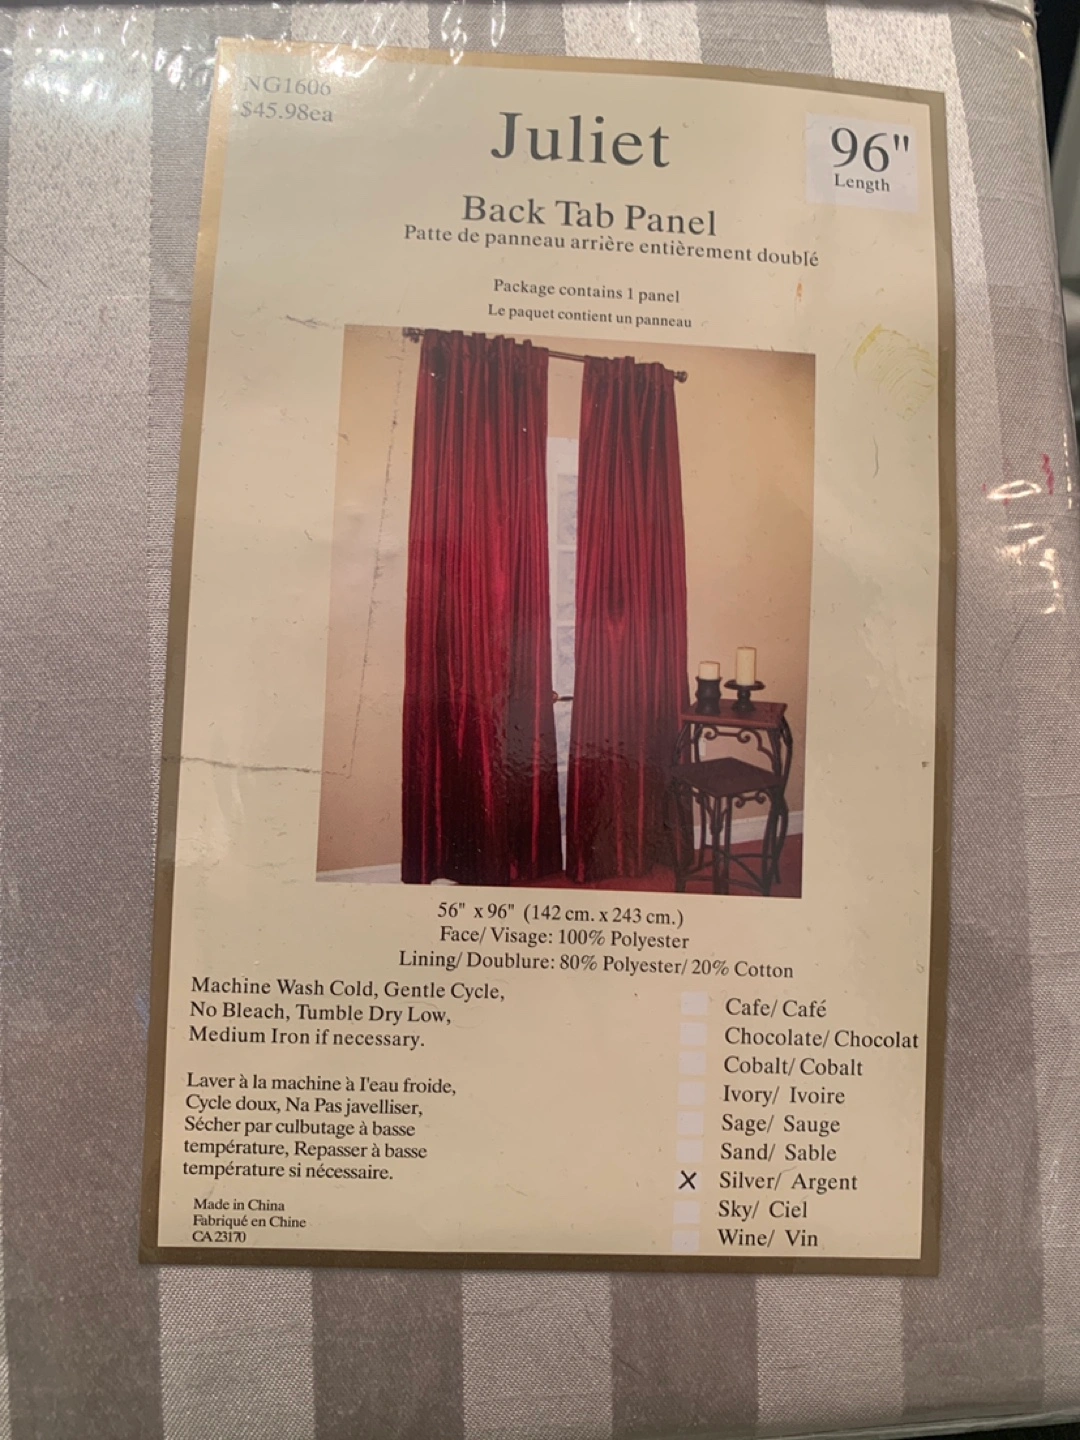 NG1606
$45.98ea
Juliet
96"
Length
Back Tab Panel
Patte de panneau arrière entièrement doublé
Package contains 1 panel
Le paquet contient un panneau
56" x 96" (142 cm. x 243 cm.)
Face/ Visage: 100% Polyester
Lining/ Doublure: 80% Polyester/ 20% Cotton
Machine Wash Cold, Gentle Cycle,
No Bleach, Tumble Dry Low,
Medium Iron if necessary.
Laver à la machine à l'eau froide,
Cycle doux, Na Pas javelliser,
Sécher par culbutage à basse
température, Repasser à basse
température si nécessaire.
Made in China
Fabriqué en Chine
CA 23170
Cafe/ Café
Chocolate/ Chocolat
Cobalt/ Cobalt
Ivory/ Ivoire
Sage/ Sauge
Sand/ Sable
X Silver/ Argent
Sky/ Ciel
Wine/ Vin